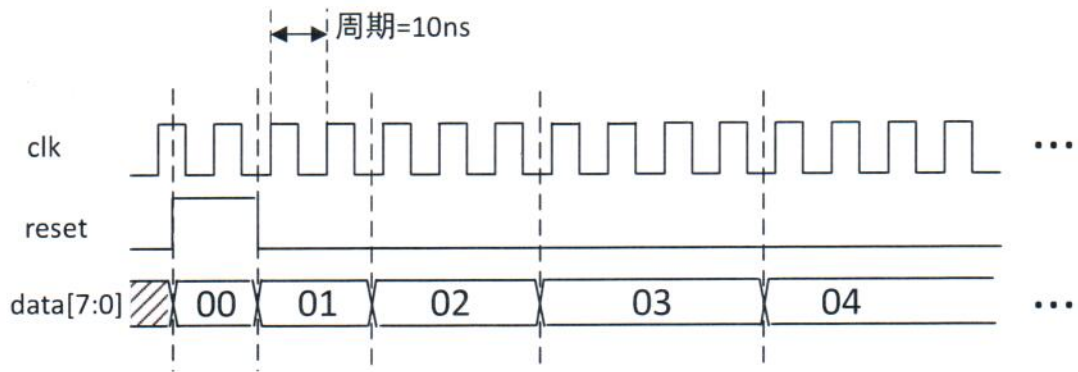 周期=10ns
clk
...
reset
data[7:0] 00 01 02 03 04 ...